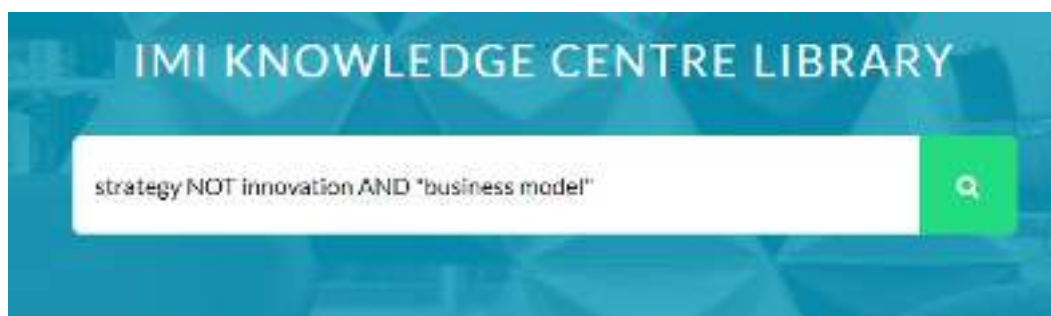 IMI KNOWLEDGE CENTRE LIBRARY
strategy NOT innovation AND "business model"